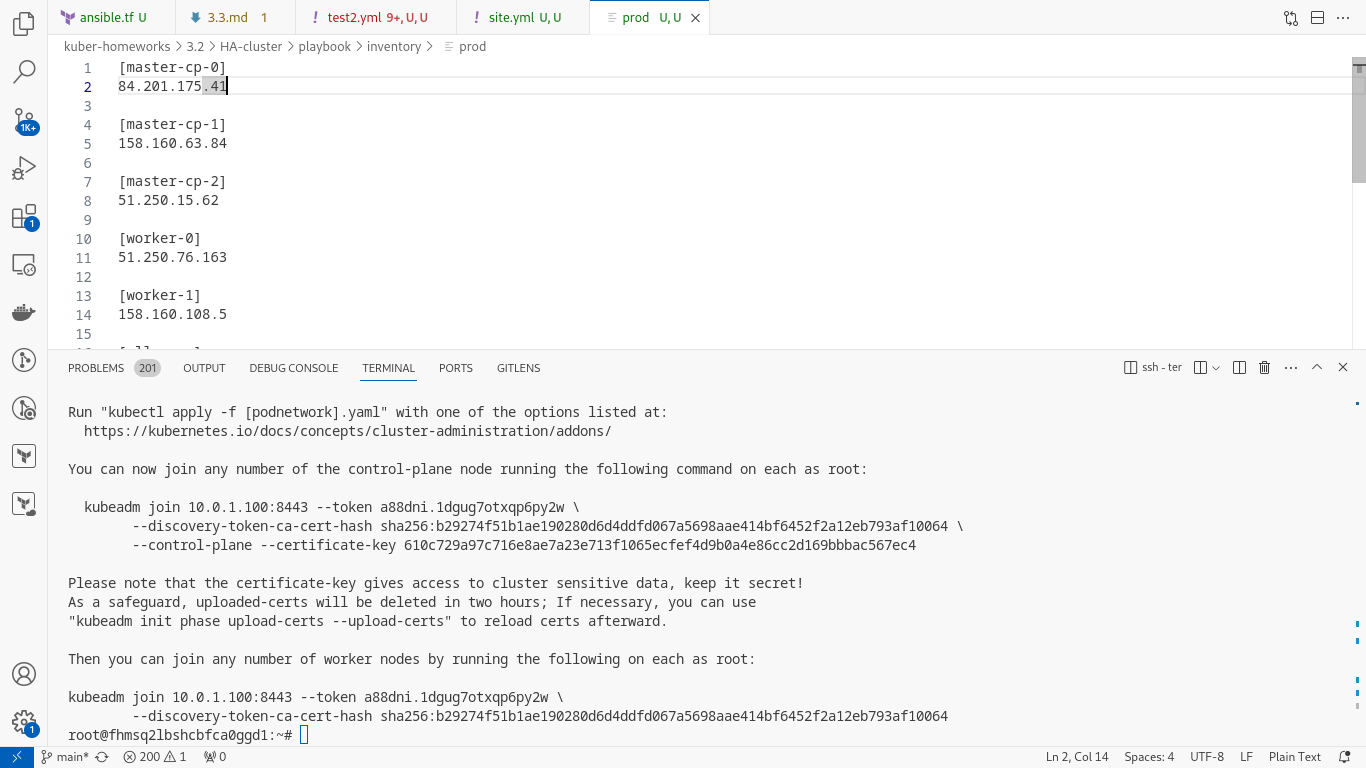 ansible.tf U
3.3.md 1
! test2.yml 9+, U, U
! site.yml U, U
prod U, U
kuber-homeworks > 3.2 > HA-cluster > playbook > inventory > prod
1 [master-cp-0]
2 84.201.175.41
3
4 [master-cp-1]
5 158.160.63.84
6
7 [master-cp-2]
8 51.250.15.62
9
10 [worker-0]
11 51.250.76.163
12
13 [worker-1]
14 158.160.108.5
15
1K+
1
1
PROBLEMS 201 OUTPUT DEBUG CONSOLE TERMINAL PORTS GITLENS
ssh - ter
Run "kubectl apply -f [podnetwork].yaml" with one of the options listed at:
https://kubernetes.io/docs/concepts/cluster-administration/addons/
You can now join any number of the control-plane node running the following command on each as root:
kubeadm join 10.0.1.100:8443 --token a88dni.1dgug7otxqp6py2w \
--discovery-token-ca-cert-hash sha256:b29274f51b1ae190280d6d4ddfd067a5698aae414bf6452f2a12eb793af10064 \
--control-plane --certificate-key 610c729a97c716e8ae7a23e713f1065ecfef4d9b0a4e86cc2d169bbbac567ec4
Please note that the certificate-key gives access to cluster sensitive data, keep it secret!
As a safeguard, uploaded-certs will be deleted in two hours; If necessary, you can use
"kubeadm init phase upload-certs --upload-certs" to reload certs afterward.
Then you can join any number of worker nodes by running the following on each as root:
kubeadm join 10.0.1.100:8443 --token a88dni.1dgug7otxqp6py2w \
--discovery-token-ca-cert-hash sha256:b29274f51b1ae190280d6d4ddfd067a5698aae414bf6452f2a12eb793af10064
root@fhmsq2lbshcbfca0ggd1:~#
main* 200 1 0 Ln 2, Col 14 Spaces: 4 UTF-8 LF Plain Text